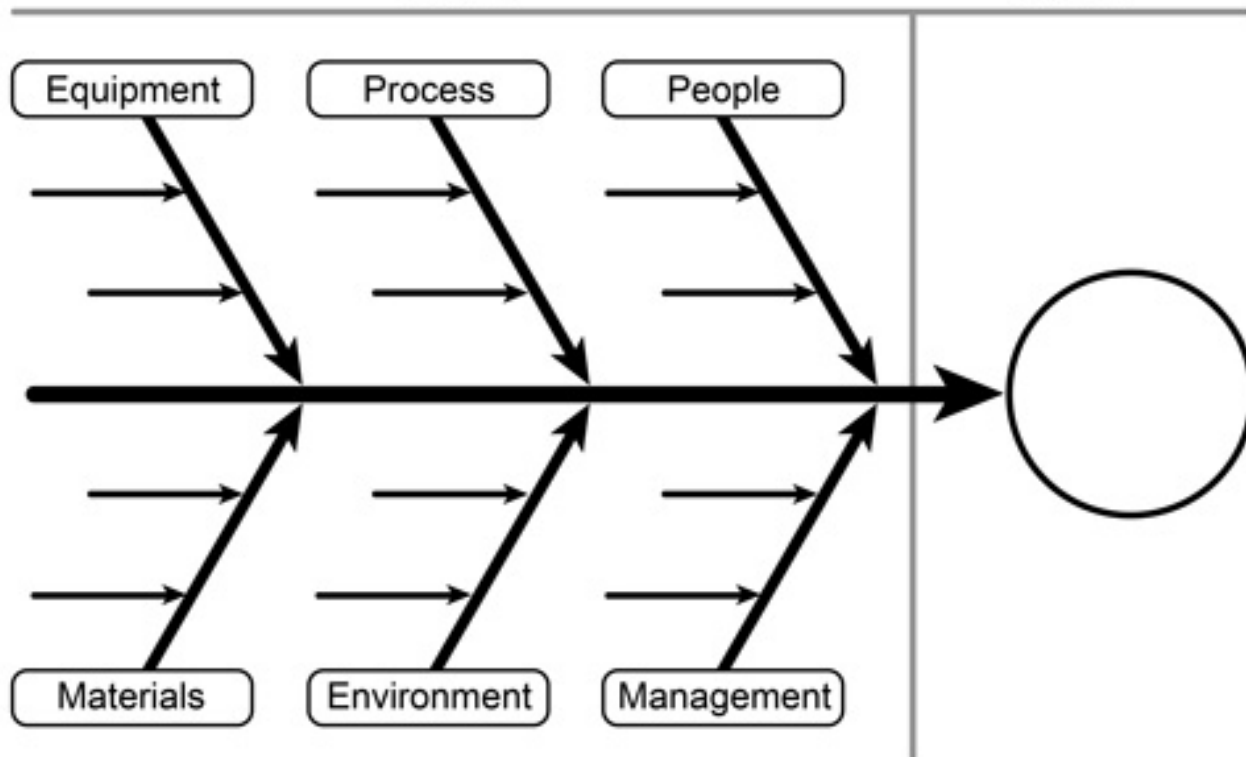 Equipment
Process
People
Materials
Environment
Management